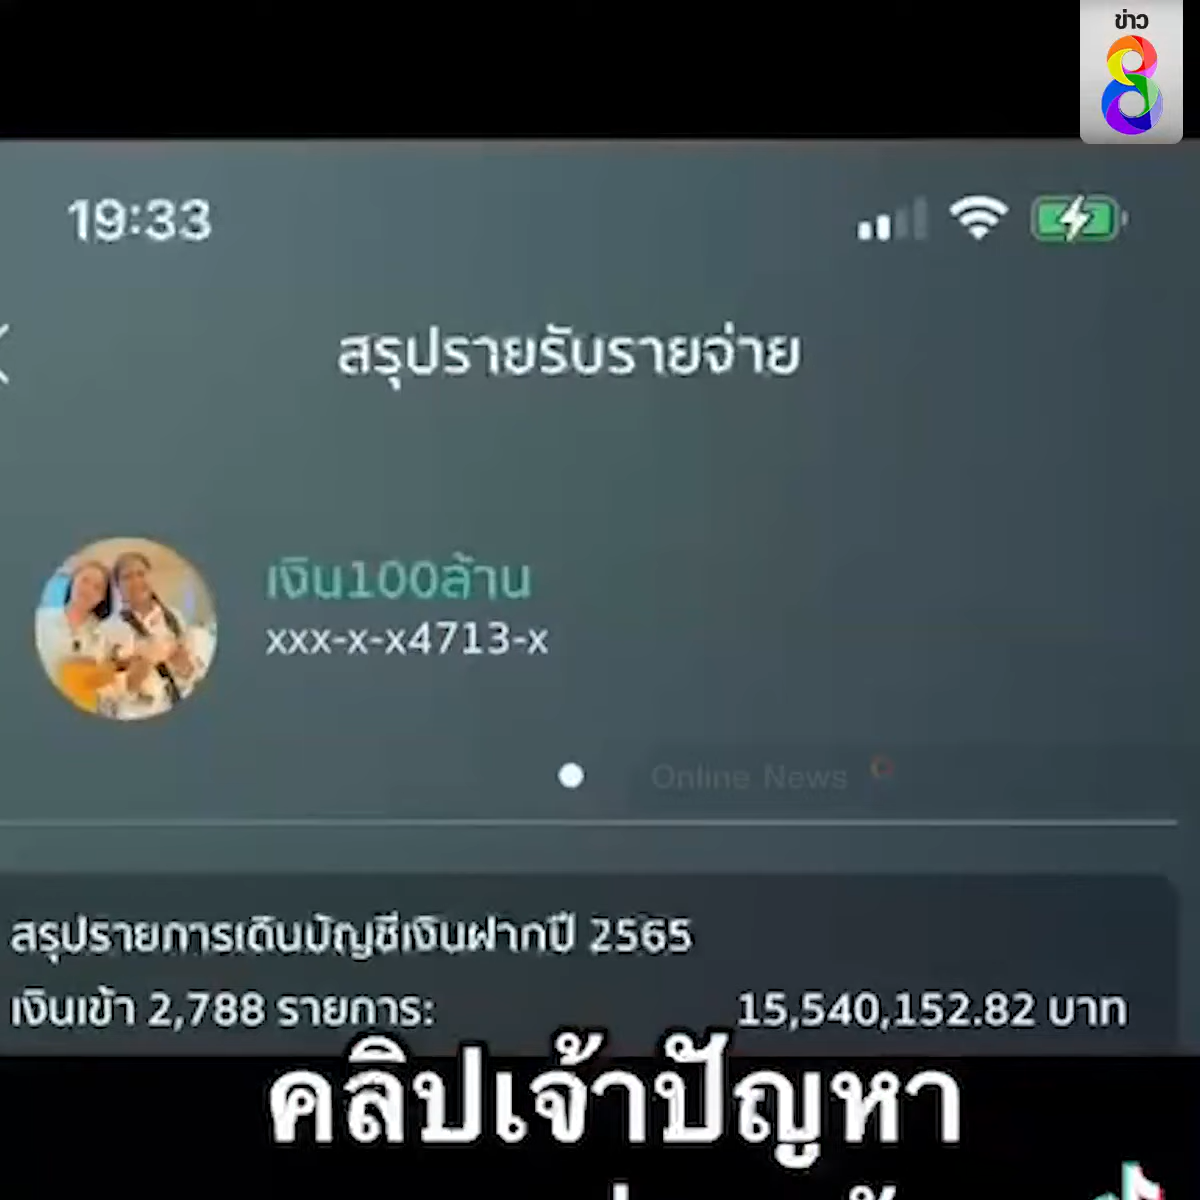 ข่าว
8
19:33
สรุปรายรับรายจ่าย
เงิน100ล้าน
xxx-x-x4713-x
Online News
สรุปรายการเดินบัญชีเงินฝากปี 2565
เงินเข้า 2,788 รายการ: 15,540,152.82 บาท
คลิปเจ้าปัญหา